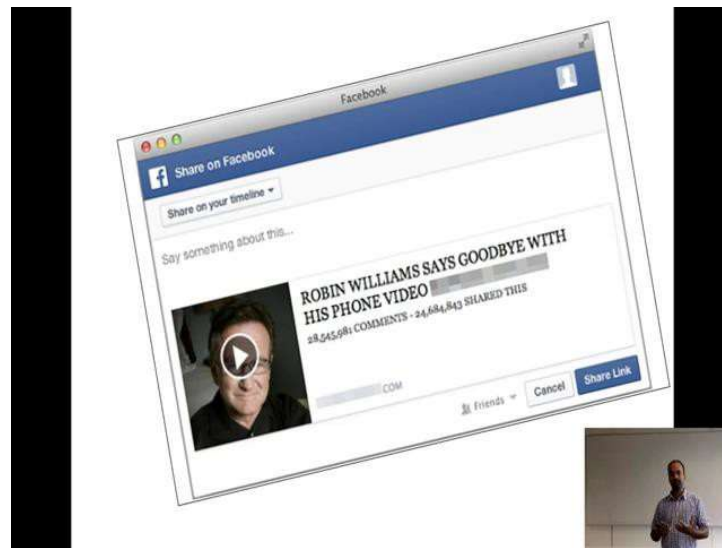 Facebook
Share on Facebook
Share on your timeline
Say something about this...
ROBIN WILLIAMS SAYS GOODBYE WITH
HIS PHONE VIDEO
28,545,981 COMMENTS - 24,684,843 SHARED THIS
.COM
Friends
Cancel
Share Link